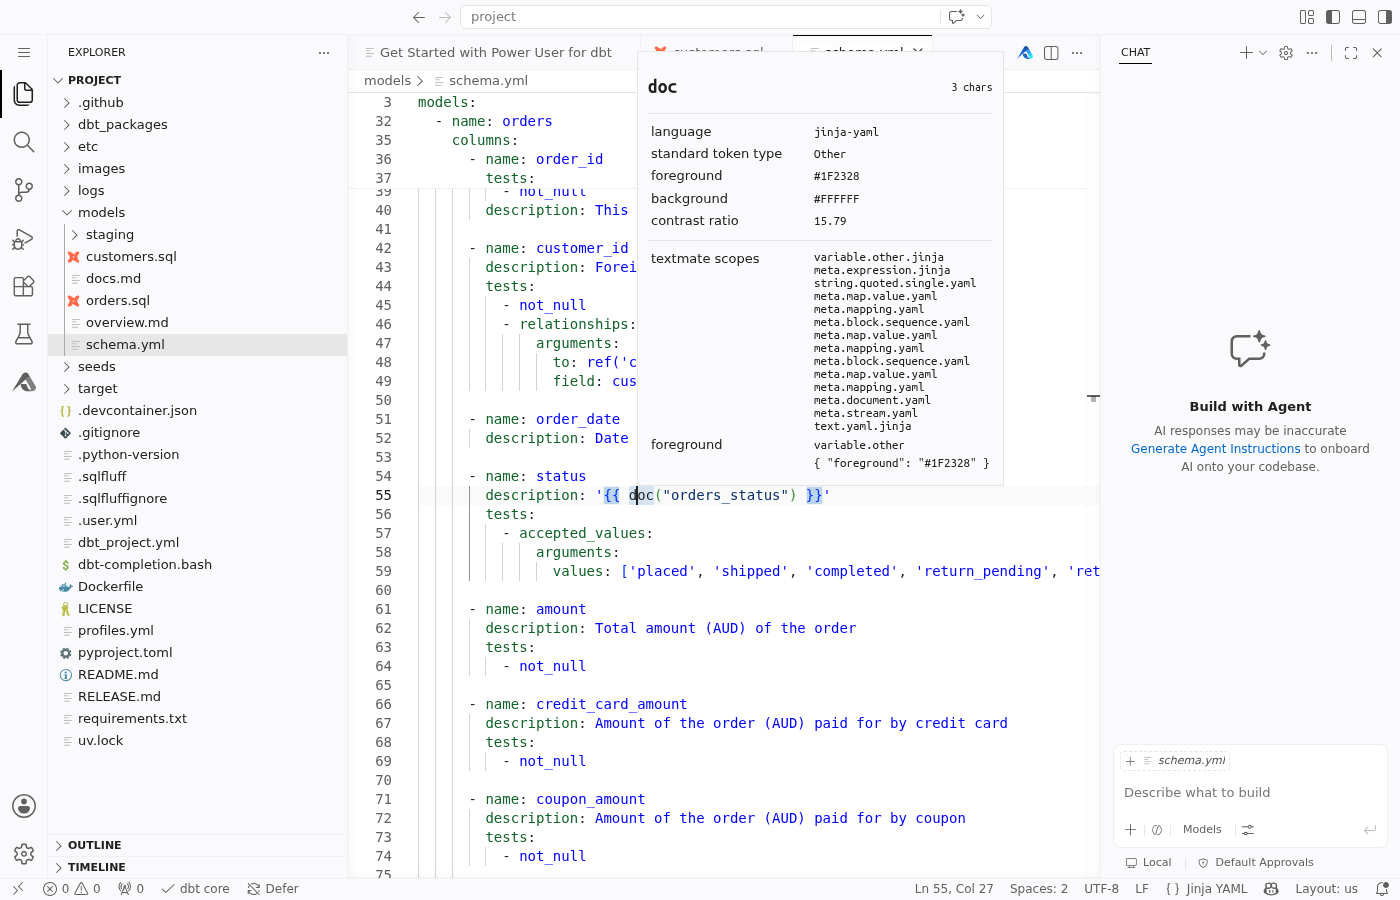 project
EXPLORER
PROJECT
.github
dbt_packages
etc
images
logs
models
staging
customers.sql
docs.md
orders.sql
overview.md
schema.yml
seeds
target
.devcontainer.json
.gitignore
.python-version
.sqlfluff
.sqlfluffignore
.user.yml
dbt_project.yml
dbt-completion.bash
Dockerfile
LICENSE
profiles.yml
pyproject.toml
README.md
RELEASE.md
requirements.txt
uv.lock
OUTLINE
TIMELINE
Get Started with Power User for dbt
customers.sql
schema.yml
models > schema.yml
3 models:
32 - name: orders
35 columns:
36 - name: order_id
37 tests:
39 - not_null
40 description: This
41
42 - name: customer_id
43 description: Forei
44 tests:
45 - not_null
46 - relationships:
47 arguments:
48 to: ref('c
49 field: cus
50
51 - name: order_date
52 description: Date
53
54 - name: status
55 description: '{{ doc("orders_status") }}'
56 tests:
57 - accepted_values:
58 arguments:
59 values: ['placed', 'shipped', 'completed', 'return_pending', 'ret
60
61 - name: amount
62 description: Total amount (AUD) of the order
63 tests:
64 - not_null
65
66 - name: credit_card_amount
67 description: Amount of the order (AUD) paid for by credit card
68 tests:
69 - not_null
70
71 - name: coupon_amount
72 description: Amount of the order (AUD) paid for by coupon
73 tests:
74 - not_null
75
doc 3 chars
language jinja-yaml
standard token type Other
foreground #1F2328
background #FFFFFF
contrast ratio 15.79
textmate scopes variable.other.jinja
meta.expression.jinja
string.quoted.single.yaml
meta.map.value.yaml
meta.mapping.yaml
meta.block.sequence.yaml
meta.map.value.yaml
meta.mapping.yaml
meta.block.sequence.yaml
meta.map.value.yaml
meta.mapping.yaml
meta.document.yaml
meta.stream.yaml
text.yaml.jinja
foreground variable.other
{ "foreground": "#1F2328" }
CHAT
Build with Agent
AI responses may be inaccurate
Generate Agent Instructions to onboard
AI onto your codebase.
schema.yml
Describe what to build
Models
Local Default Approvals
0 0 0 dbt core Defer
Ln 55, Col 27 Spaces: 2 UTF-8 LF { } Jinja YAML Layout: us